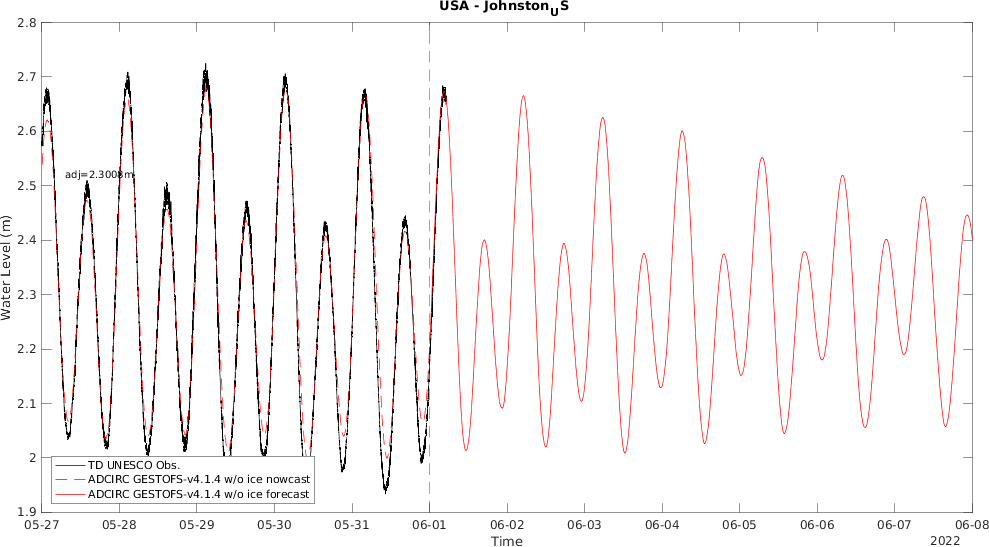 USA - Johnston_US
2.8
2.7
2.6
2.5
2.4
2.3
2.2
2.1
2
1.9
Water Level (m)
adj=2.3008m
TD UNESCO Obs.
ADCIRC GESTOFS-v4.1.4 w/o ice nowcast
ADCIRC GESTOFS-v4.1.4 w/o ice forecast
05-27 05-28 05-29 05-30 05-31 06-01 06-02 06-03 06-04 06-05 06-06 06-07 06-08
Time
2022